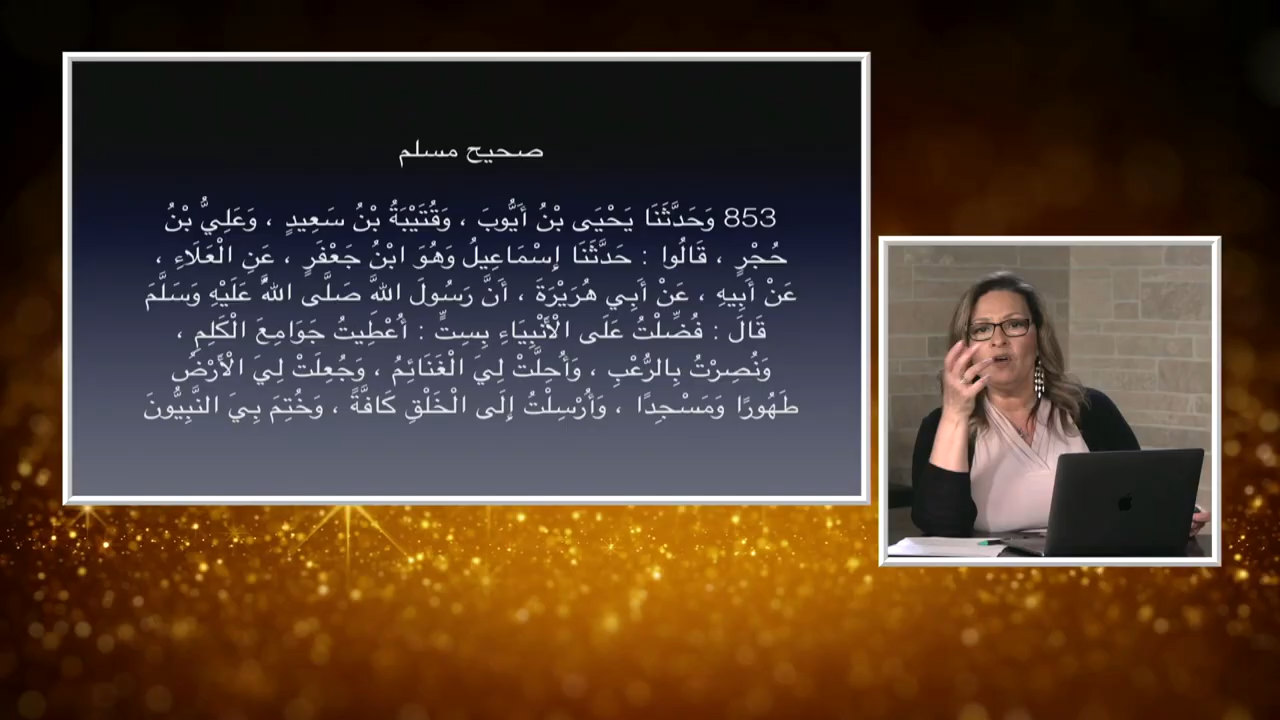 صحيح مسلم
853 وَحَدَّثَنَا يَحْيَى بْنُ أَيُّوبَ ، وَقُتَيْبَةُ بْنُ سَعِيدٍ ، وَعَلِيُّ بْنُ
حُجْرٍ ، قَالُوا : حَدَّثَنَا إِسْمَاعِيلُ وَهُوَ ابْنُ جَعْفَرٍ ، عَنِ الْعَلَاءِ ،
عَنْ أَبِيهِ ، عَنْ أَبِي هُرَيْرَةَ ، أَنَّ رَسُولَ اللَّهِ صَلَّى اللَّهُ عَلَيْهِ وَسَلَّمَ
قَالَ : فُضِّلْتُ عَلَى الْأَنْبِيَاءِ بِسِتٍّ : أُعْطِيتُ جَوَامِعَ الْكَلِمِ ،
وَنُصِرْتُ بِالرُّعْبِ ، وَأُحِلَّتْ لِيَ الْغَنَائِمُ ، وَجُعِلَتْ لِيَ الْأَرْضُ
طَهُورًا وَمَسْجِدًا ، وَأُرْسِلْتُ إِلَى الْخَلْقِ كَافَّةً ، وَخُتِمَ بِيَ النَّبِيُّونَ